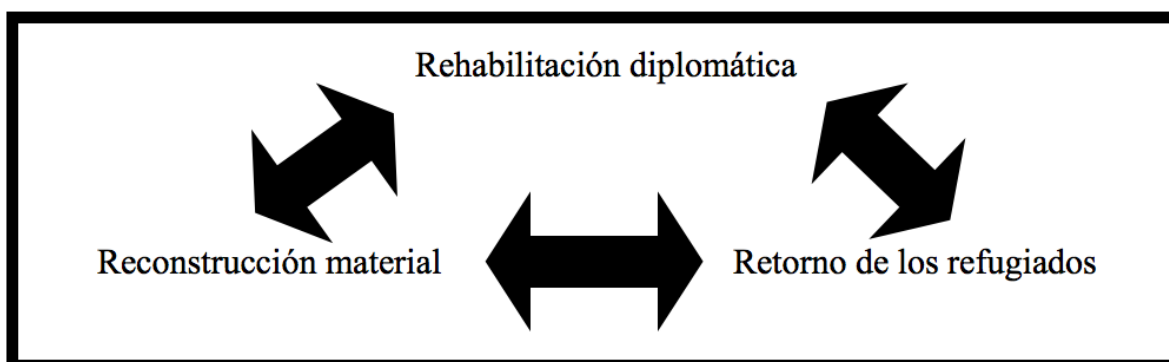 Rehabilitación diplomática
Reconstrucción material
Retorno de los refugiados